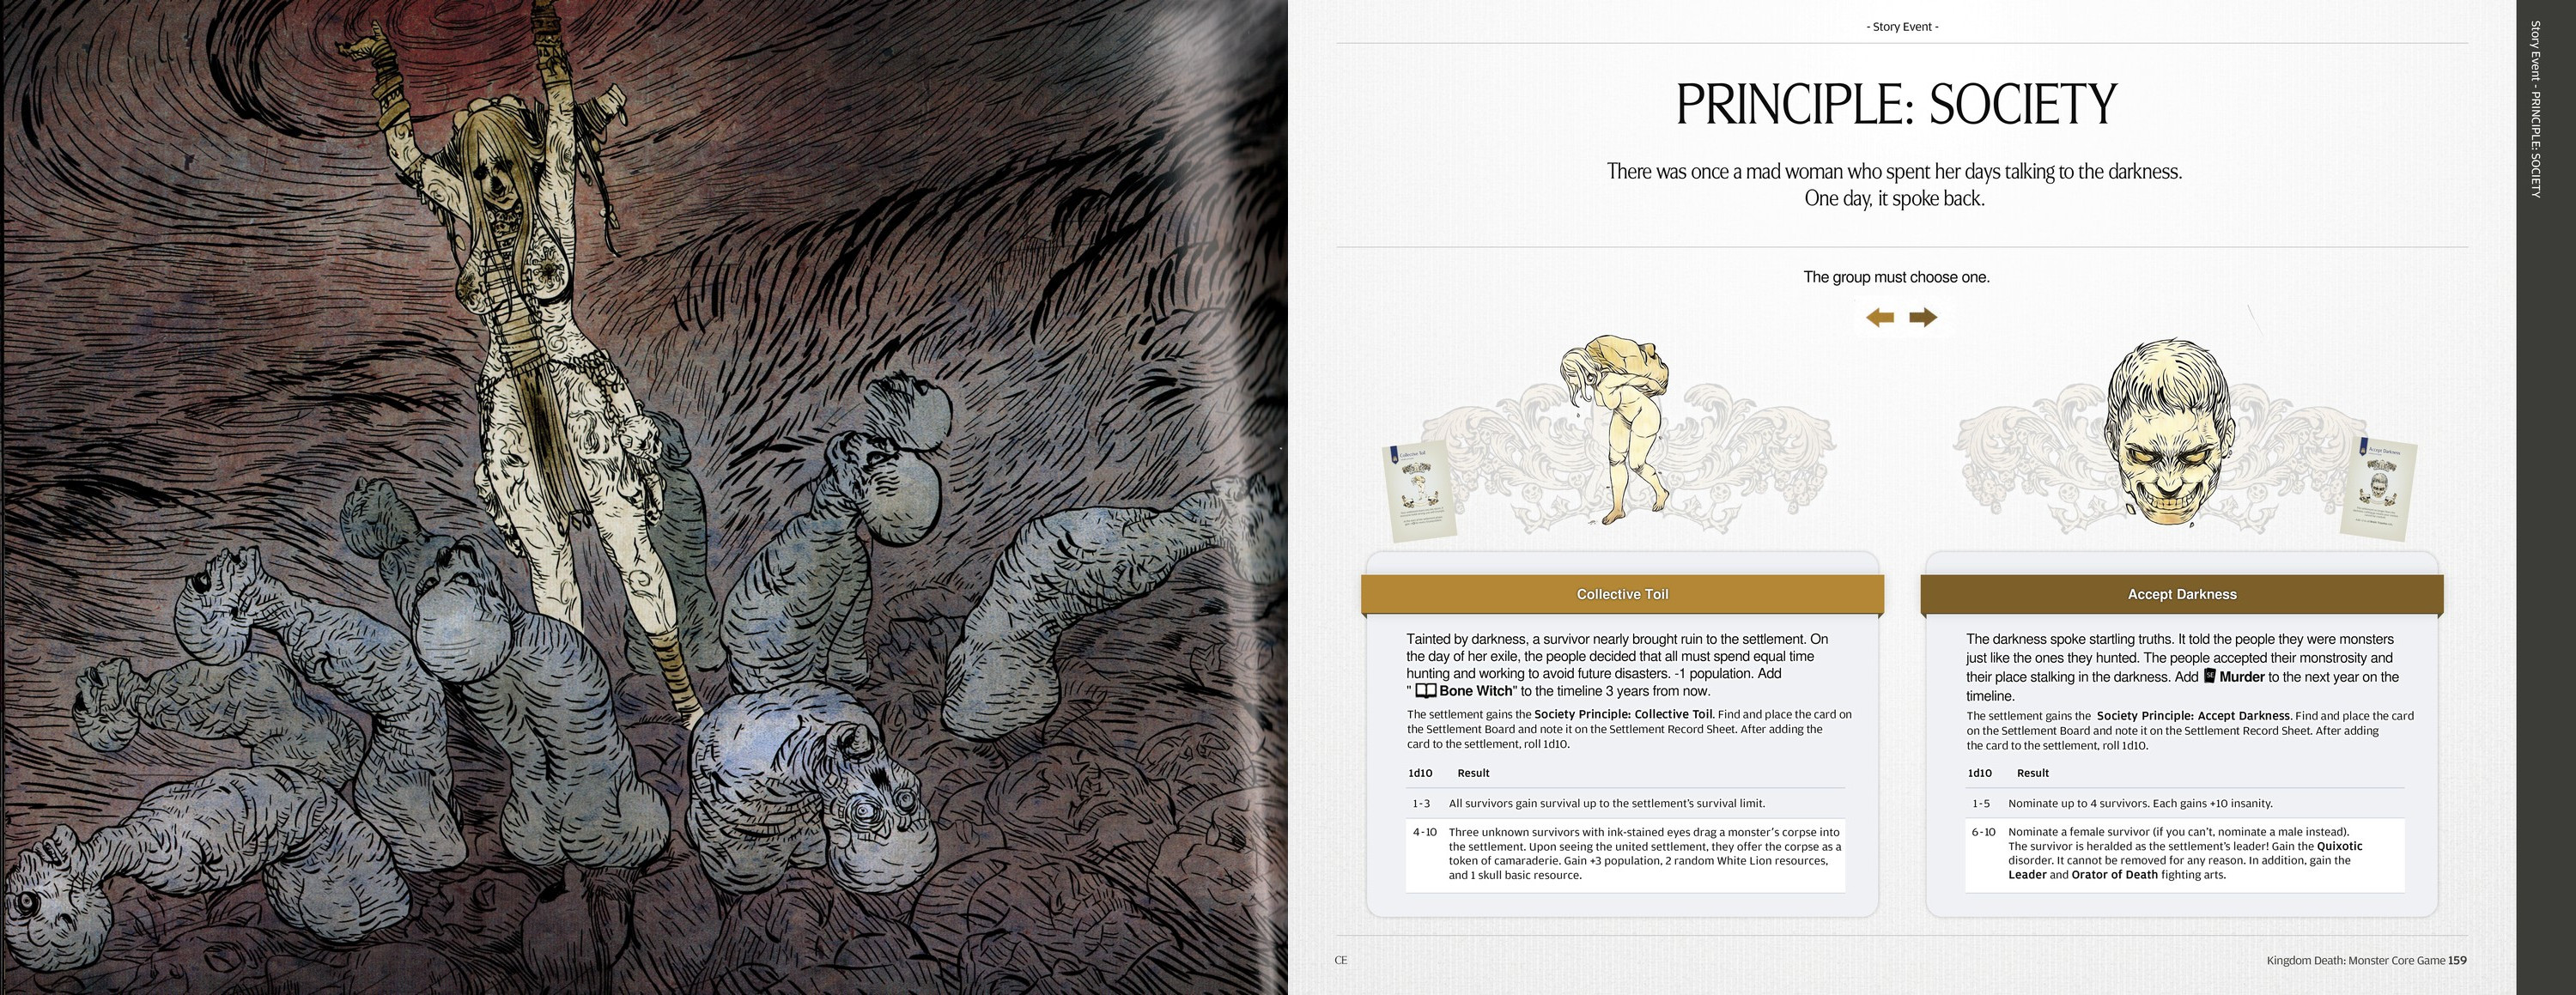 - Story Event -
PRINCIPLE: SOCIETY
There was once a mad woman who spent her days talking to the darkness.
One day, it spoke back.
The group must choose one.
Collective Toil
Accept Darkness
Collective Toil
Tainted by darkness, a survivor nearly brought ruin to the settlement. On
the day of her exile, the people decided that all must spend equal time
hunting and working to avoid future disasters. -1 population. Add
" Bone Witch" to the timeline 3 years from now.
The settlement gains the Society Principle: Collective Toil. Find and place the card on
the Settlement Board and note it on the Settlement Record Sheet. After adding the
card to the settlement, roll 1d10.
1d10 Result
1-3 All survivors gain survival up to the settlement's survival limit.
4-10 Three unknown survivors with ink-stained eyes drag a monster's corpse into
the settlement. Upon seeing the united settlement, they offer the corpse as a
token of camaraderie. Gain +3 population, 2 random White Lion resources,
and 1 skull basic resource.
Accept Darkness
The darkness spoke startling truths. It told the people they were monsters
just like the ones they hunted. The people accepted their monstrosity and
their place stalking in the darkness. Add SE Murder to the next year on the
timeline.
The settlement gains the Society Principle: Accept Darkness. Find and place the card
on the Settlement Board and note it on the Settlement Record Sheet. After adding
the card to the settlement, roll 1d10.
1d10 Result
1-5 Nominate up to 4 survivors. Each gains +10 insanity.
6-10 Nominate a female survivor (if you can't, nominate a male instead).
The survivor is heralded as the settlement's leader! Gain the Quixotic
disorder. It cannot be removed for any reason. In addition, gain the
Leader and Orator of Death fighting arts.
CE
Kingdom Death: Monster Core Game 159
Story Event - PRINCIPLE: SOCIETY